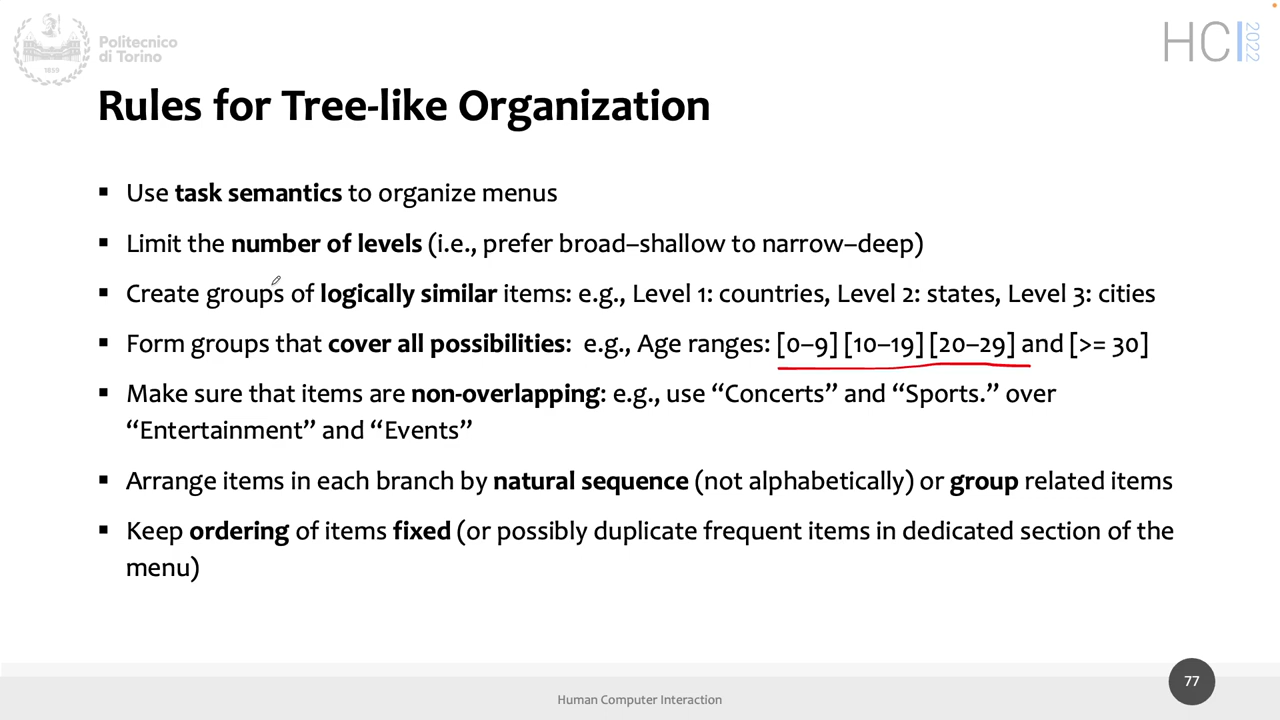 Politecnico
di Torino
1859
HCI 2022
Rules for Tree-like Organization
▪ Use task semantics to organize menus
▪ Limit the number of levels (i.e., prefer broad–shallow to narrow–deep)
▪ Create groups of logically similar items: e.g., Level 1: countries, Level 2: states, Level 3: cities
▪ Form groups that cover all possibilities: e.g., Age ranges: [0–9] [10–19] [20–29] and [>= 30]
▪ Make sure that items are non-overlapping: e.g., use “Concerts” and “Sports.” over
“Entertainment” and “Events”
▪ Arrange items in each branch by natural sequence (not alphabetically) or group related items
▪ Keep ordering of items fixed (or possibly duplicate frequent items in dedicated section of the
menu)
Human Computer Interaction
77